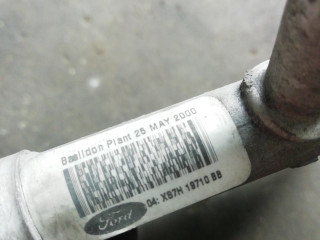 Basildon Plant 26 MAY 2000
04: XS7H 19710 BB
Ford